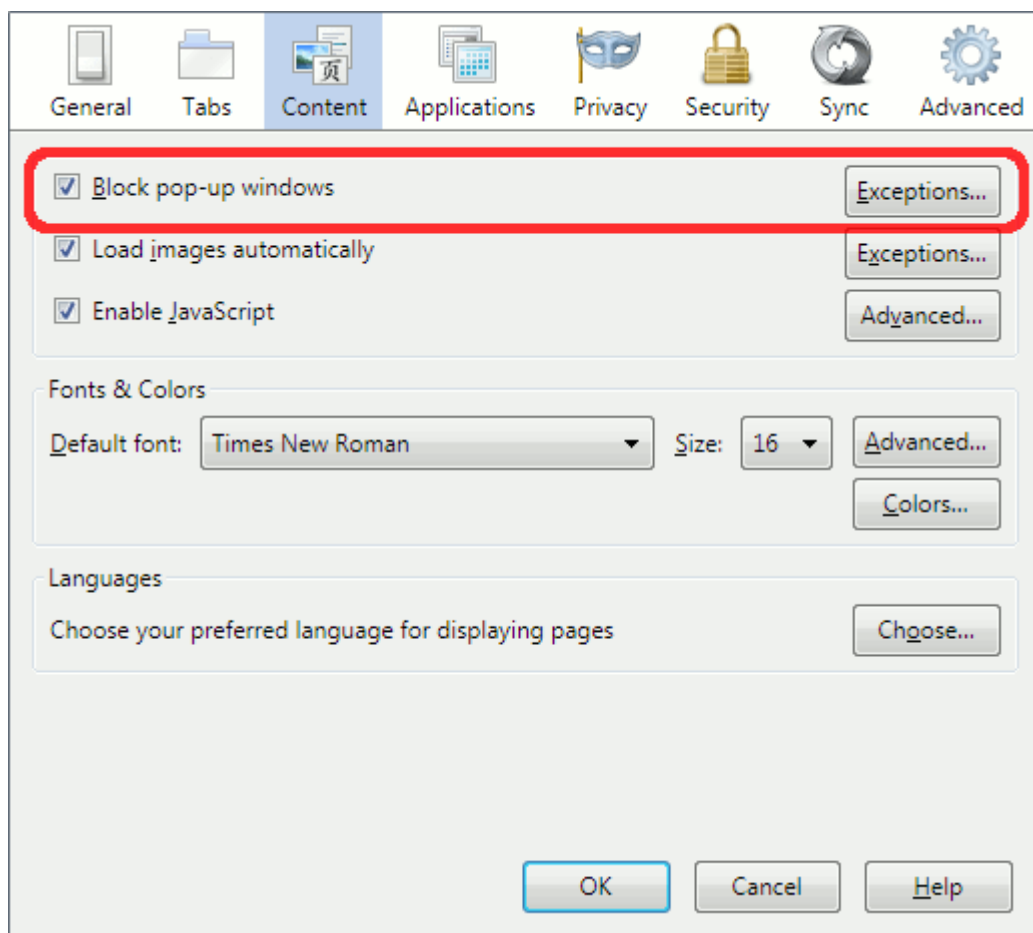 General Tabs Content Applications Privacy Security Sync Advanced
Block pop-up windows Exceptions...
Load images automatically Exceptions...
Enable JavaScript Advanced...
Fonts & Colors
Default font: Times New Roman Size: 16 Advanced...
Colors...
Languages
Choose your preferred language for displaying pages Choose...
OK Cancel Help
页